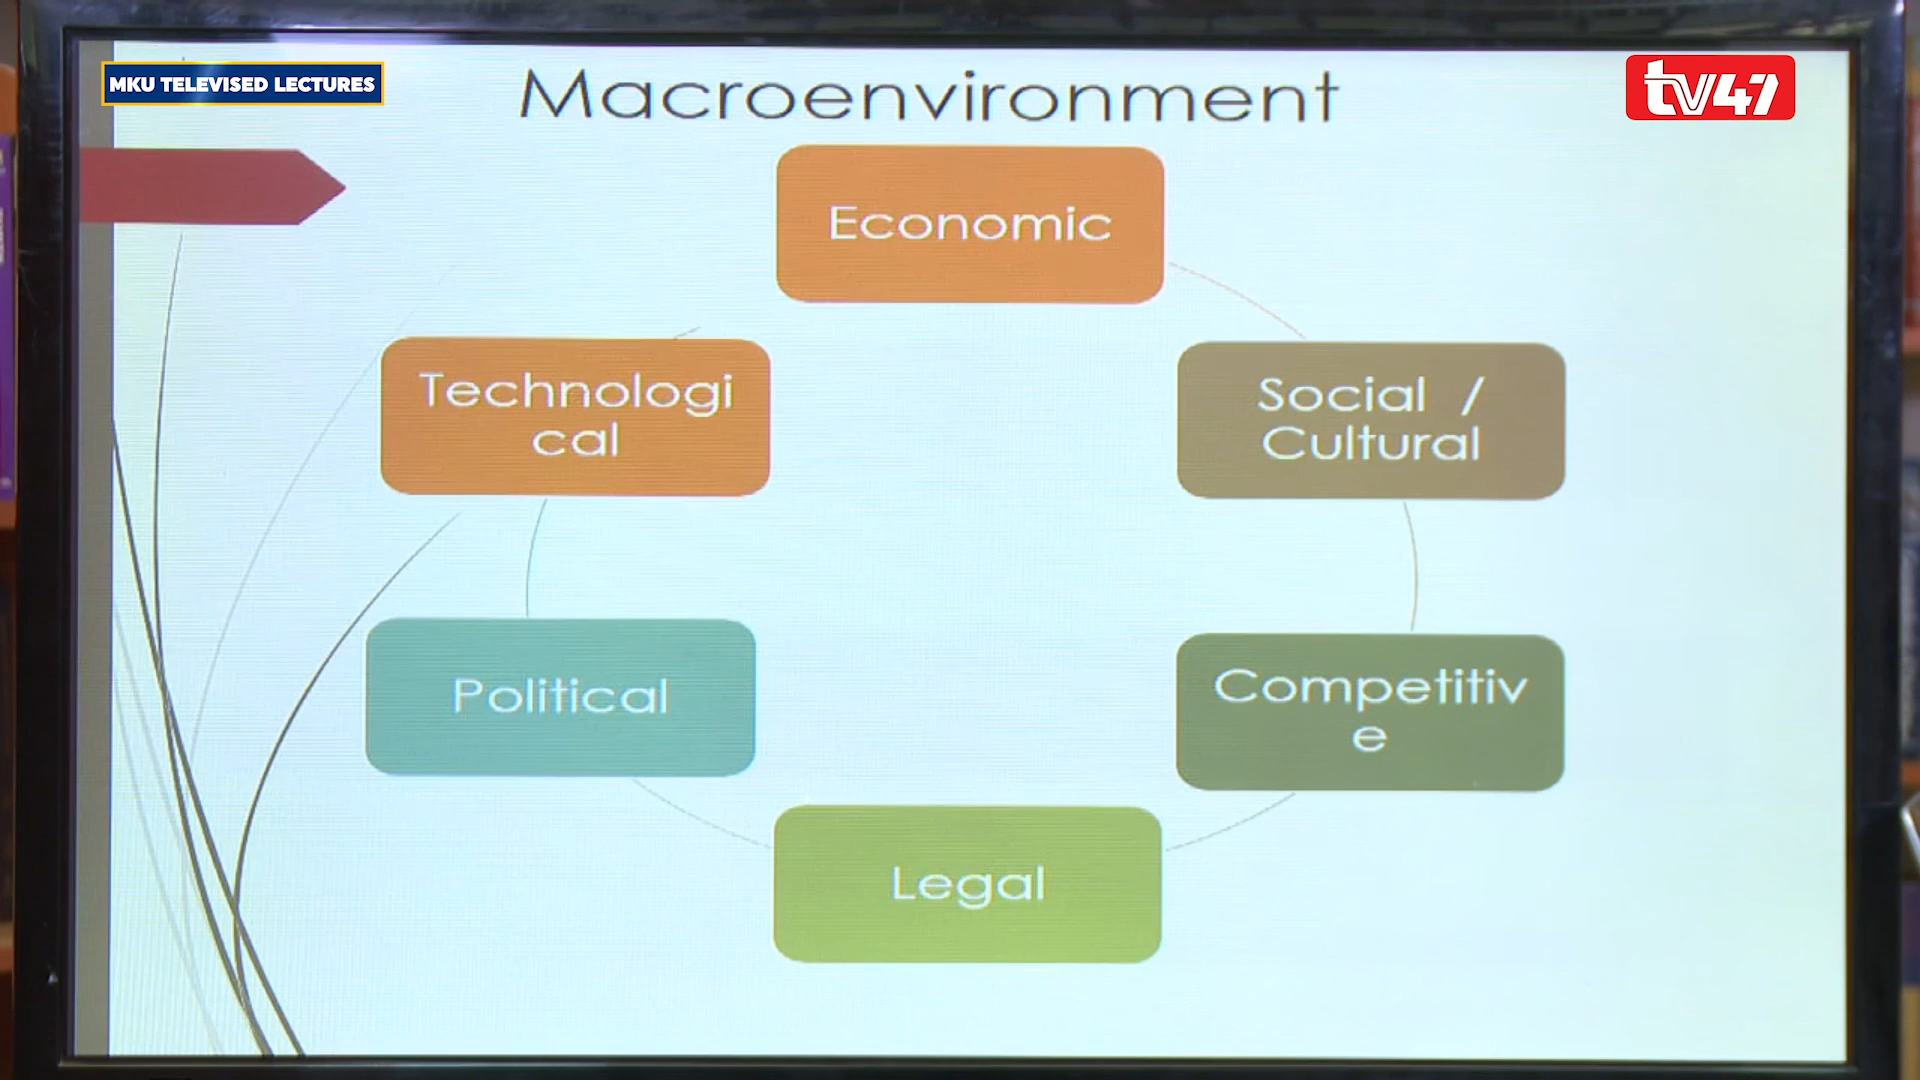 MKU TELEVISED LECTURES
tv47
Macroenvironment
Economic
Technologi
cal
Social /
Cultural
Political
Competitiv
e
Legal